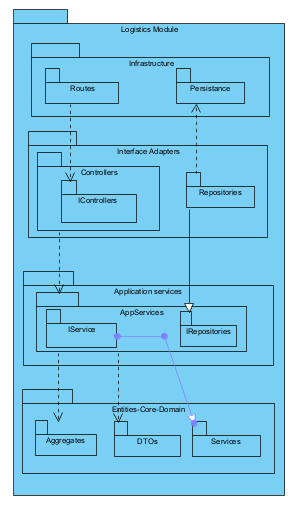 Logistics Module
Infrastructure
Routes
Persistance
Interface Adapters
Controllers
IControllers
Repositories
Application services
AppServices
IService
IRepositories
Entities-Core-Domain
Aggregates
DTOs
Services